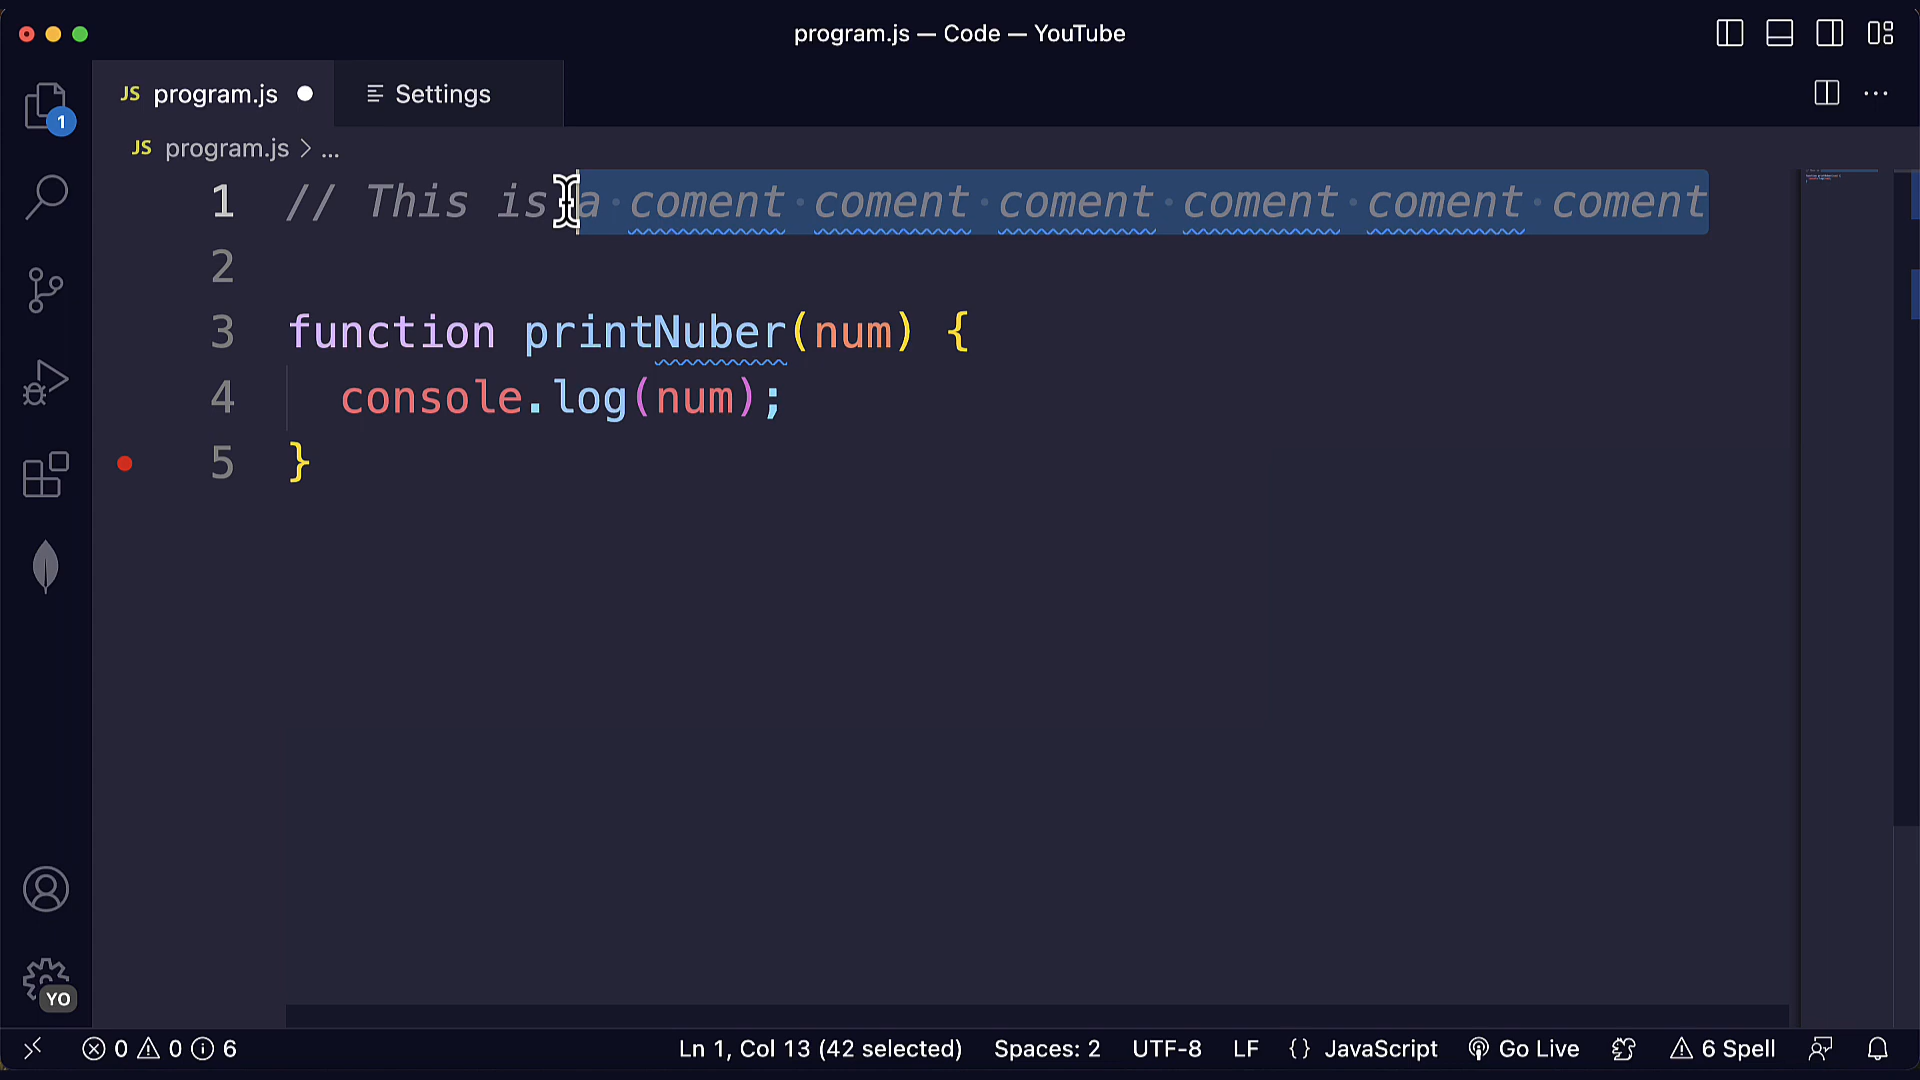 program.js — Code — YouTube
JS program.js
Settings
1
JS program.js > ...
1 // This is a coment coment coment coment coment coment
2
3 function printNuber(num) {
4 console.log(num);
5 }
YO
0 0 6
Ln 1, Col 13 (42 selected)
Spaces: 2
UTF-8
LF
{} JavaScript
Go Live
6 Spell